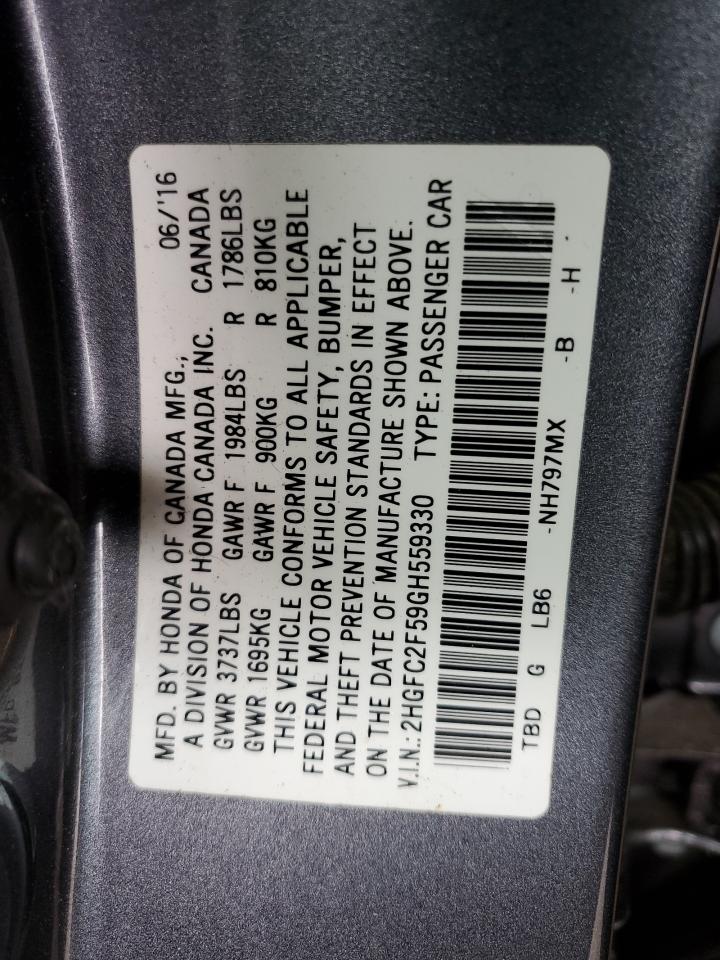 MFD. BY HONDA OF CANADA MFG., 06/'16
A DIVISION OF HONDA CANADA INC. CANADA
GVWR 3737LBS GAWR F 1984LBS R 1786LBS
GVWR 1695KG GAWR F 900KG R 810KG
THIS VEHICLE CONFORMS TO ALL APPLICABLE
FEDERAL MOTOR VEHICLE SAFETY, BUMPER,
AND THEFT PREVENTION STANDARDS IN EFFECT
ON THE DATE OF MANUFACTURE SHOWN ABOVE.
V.I.N.: 2HGFC2F59GH559330 TYPE: PASSENGER CAR
TBD G LB6 -NH797MX -B -H